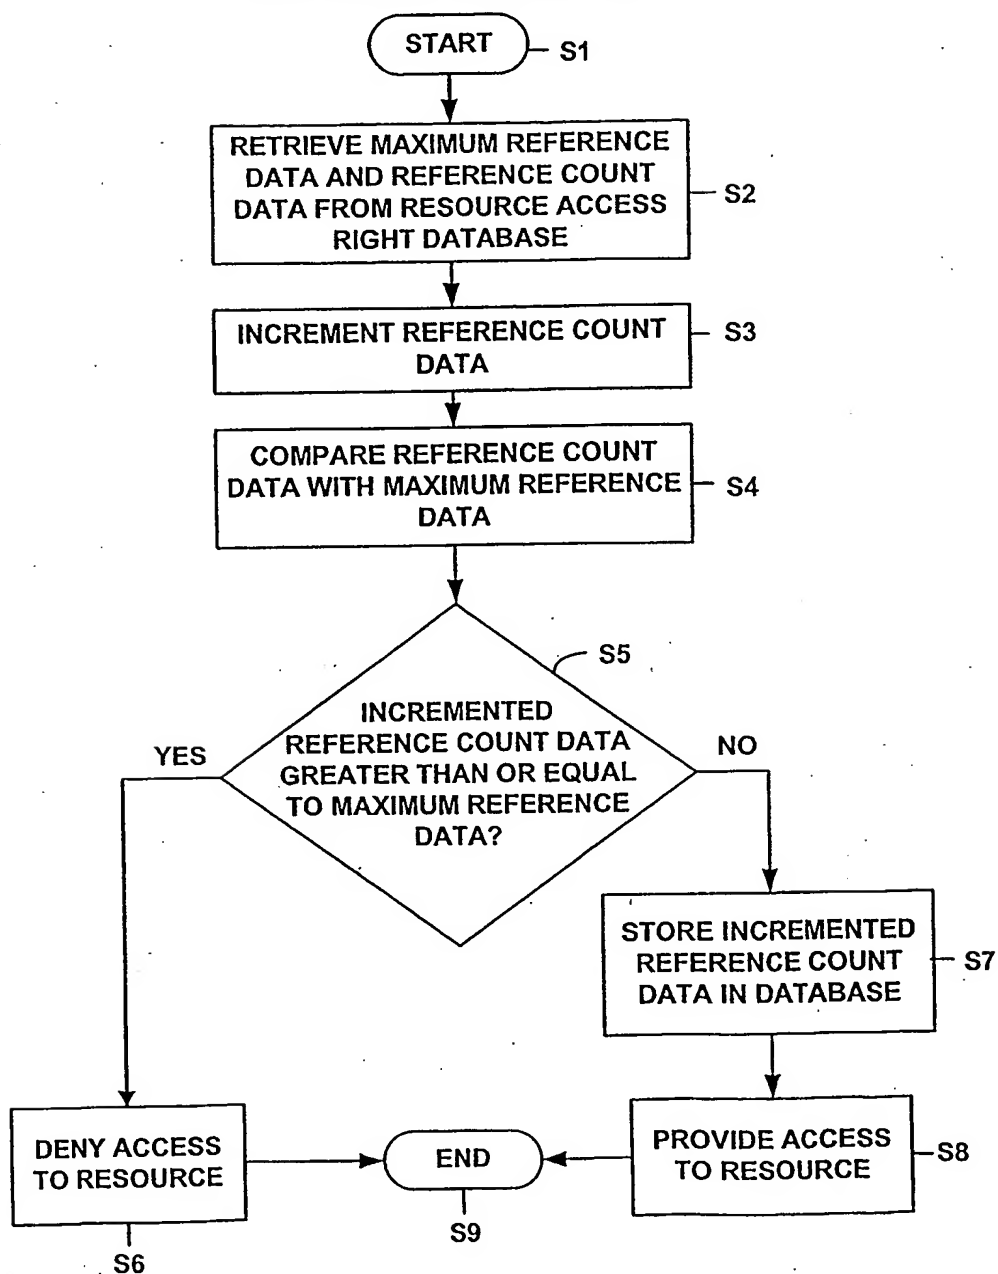 START
S1
RETRIEVE MAXIMUM REFERENCE
DATA AND REFERENCE COUNT
DATA FROM RESOURCE ACCESS
RIGHT DATABASE
S2
INCREMENT REFERENCE COUNT
DATA
S3
COMPARE REFERENCE COUNT
DATA WITH MAXIMUM REFERENCE
DATA
S4
S5
INCREMENTED
REFERENCE COUNT DATA
GREATER THAN OR EQUAL
TO MAXIMUM REFERENCE
DATA?
YES
NO
STORE INCREMENTED
REFERENCE COUNT
DATA IN DATABASE
S7
DENY ACCESS
TO RESOURCE
S6
END
S9
PROVIDE ACCESS
TO RESOURCE
S8